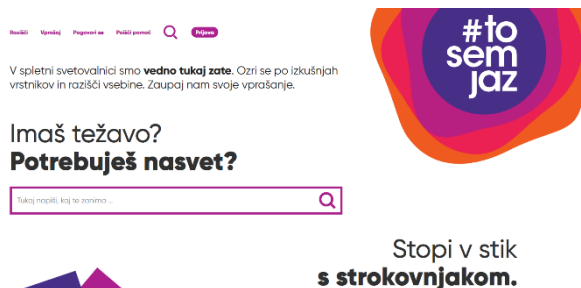 Razišči Vprašaj Pogovori se Poišči pomoč Prijava
#to
sem
jaz
V spletni svetovalnici smo vedno tukaj zate. Ozri se po izkušnjah
vrstnikov in razišči vsebine. Zaupaj nam svoje vprašanje.
Imaš težavo?
Potrebuješ nasvet?
Tukaj napiši, kaj te zanima ...
Stopi v stik
s strokovnjakom.